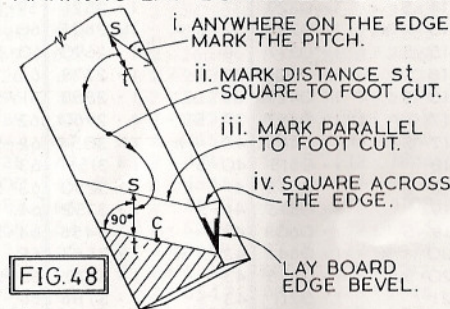 i. ANYWHERE ON THE EDGE
MARK THE PITCH.
S
t
ii. MARK DISTANCE st
SQUARE TO FOOT CUT.
iii. MARK PARALLEL
TO FOOT CUT.
S
iv. SQUARE ACROSS
THE EDGE.
90°
C
t
LAY BOARD
EDGE BEVEL.
FIG.48